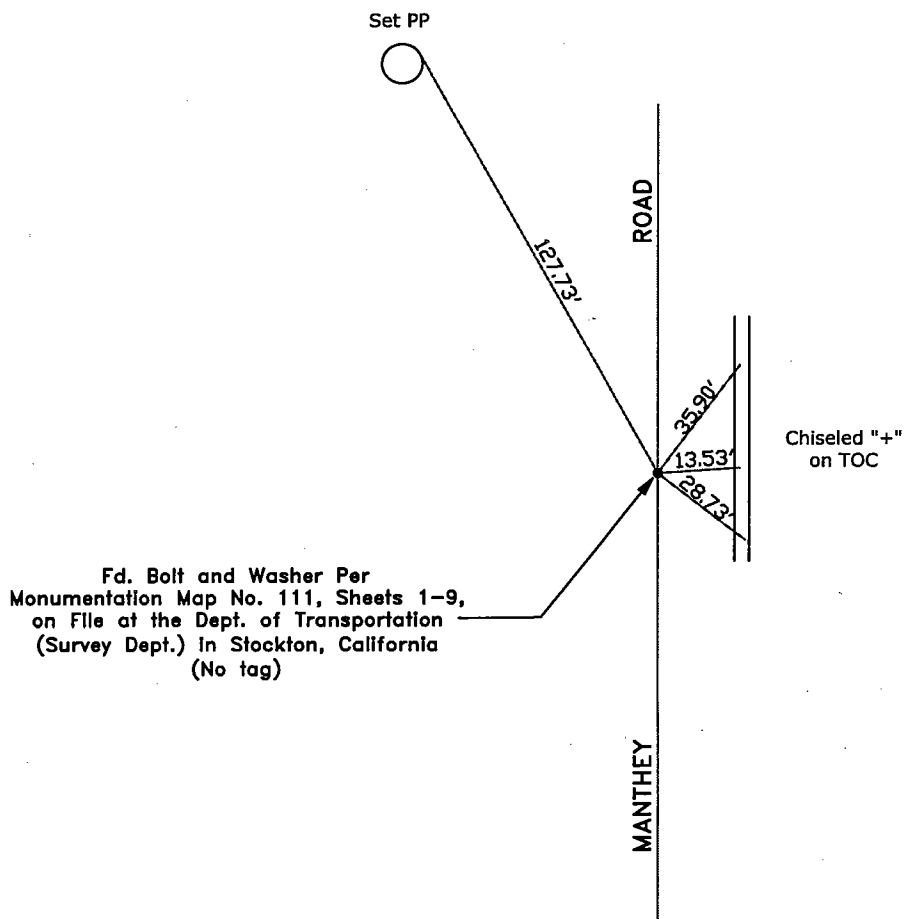 Set PP
127.73'
ROAD
35.90'
13.53'
28.73'
Chiseled "+"
on TOC
Fd. Bolt and Washer Per
Monumentation Map No. 111, Sheets 1-9,
on File at the Dept. of Transportation
(Survey Dept.) in Stockton, California
(No tag)
MANTHEY